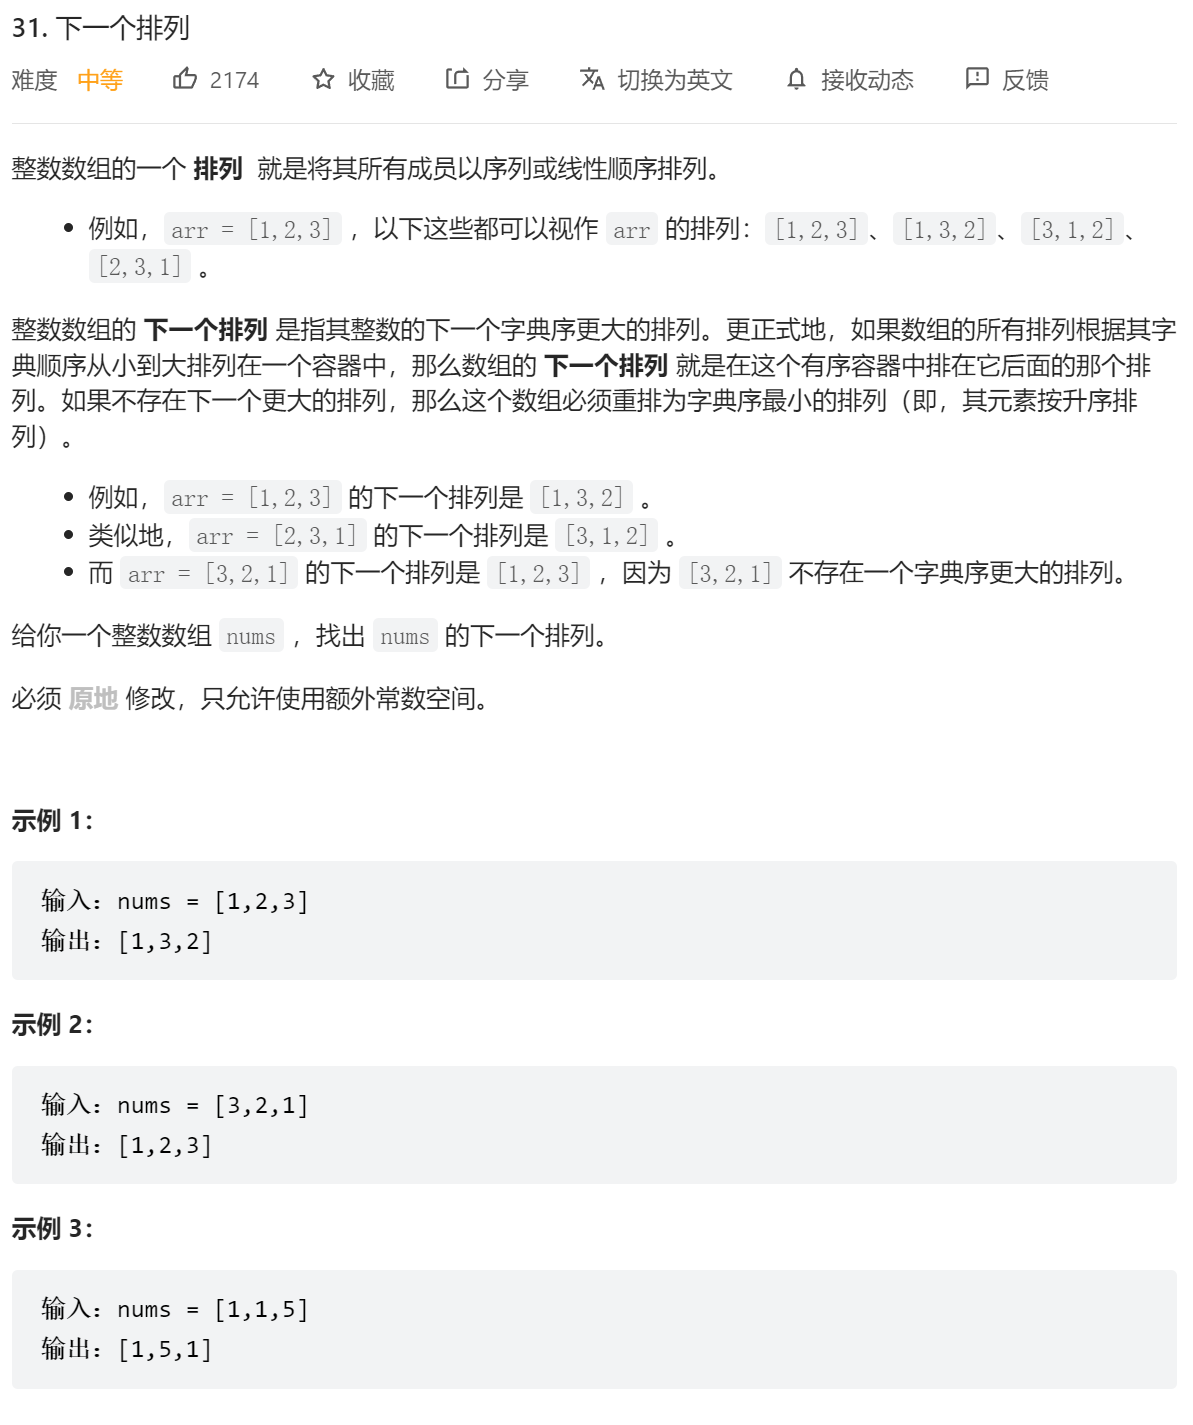 31. 下一个排列
难度 中等 2174 收藏 分享 切换为英文 接收动态 反馈
整数数组的一个 排列 就是将其所有成员以序列或线性顺序排列。
• 例如，arr = [1,2,3] ，以下这些都可以视作 arr 的排列：[1,2,3]、[1,3,2]、[3,1,2]、
[2,3,1] 。
整数数组的 下一个排列 是指其整数的下一个字典序更大的排列。更正式地，如果数组的所有排列根据其字
典顺序从小到大排列在一个容器中，那么数组的 下一个排列 就是在这个有序容器中排在它后面的那个排
列。如果不存在下一个更大的排列，那么这个数组必须重排为字典序最小的排列（即，其元素按升序排
列）。
• 例如，arr = [1,2,3] 的下一个排列是 [1,3,2] 。
• 类似地，arr = [2,3,1] 的下一个排列是 [3,1,2] 。
• 而 arr = [3,2,1] 的下一个排列是 [1,2,3] ，因为 [3,2,1] 不存在一个字典序更大的排列。
给你一个整数数组 nums ，找出 nums 的下一个排列。
必须 原地 修改，只允许使用额外常数空间。
示例 1：
输入：nums = [1,2,3]
输出：[1,3,2]
示例 2：
输入：nums = [3,2,1]
输出：[1,2,3]
示例 3：
输入：nums = [1,1,5]
输出：[1,5,1]